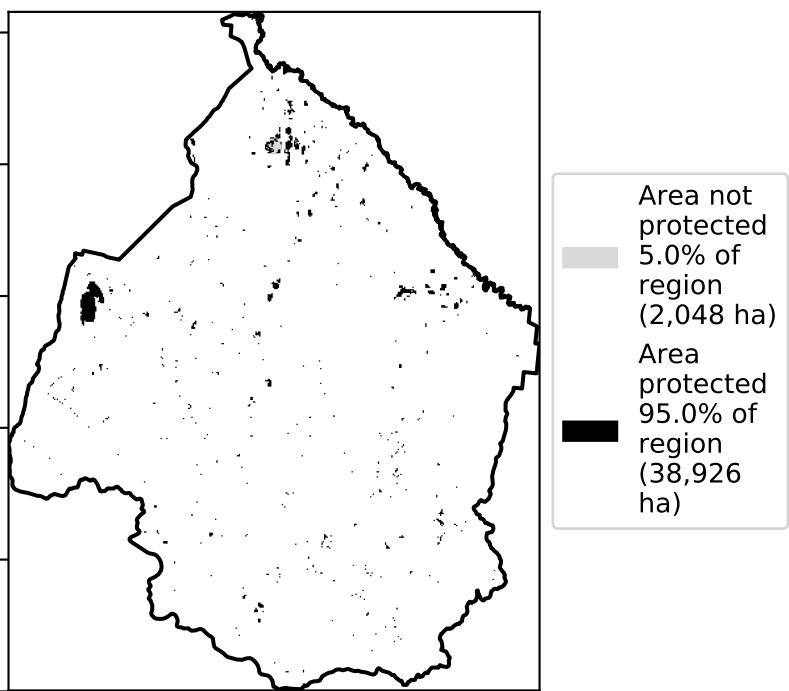 Area not
protected
5.0% of
region
(2,048 ha)
Area
protected
95.0% of
region
(38,926
ha)